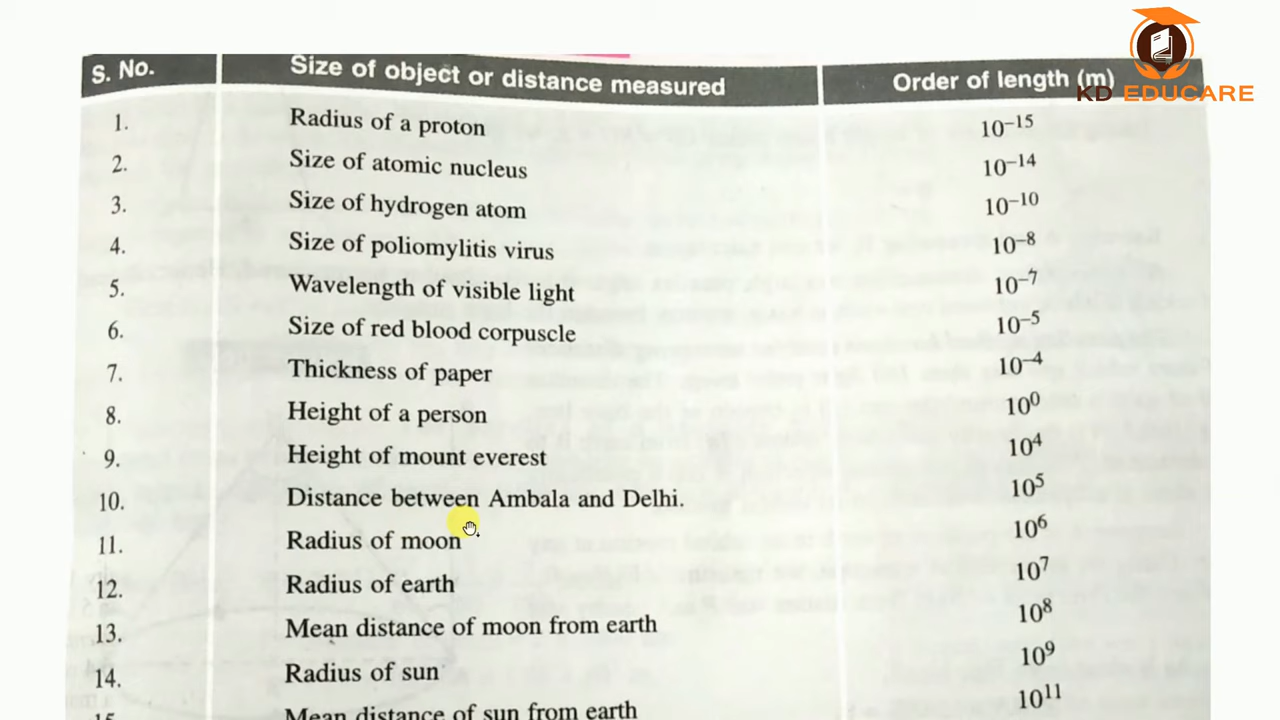 S. No. Size of object or distance measured Order of length (m)
KD EDUCARE
1. Radius of a proton 10⁻¹⁵
2. Size of atomic nucleus 10⁻¹⁴
3. Size of hydrogen atom 10⁻¹⁰
4. Size of poliomylitis virus 10⁻⁸
5. Wavelength of visible light 10⁻⁷
6. Size of red blood corpuscle 10⁻⁵
7. Thickness of paper 10⁻⁴
8. Height of a person 10⁰
9. Height of mount everest 10⁴
10. Distance between Ambala and Delhi. 10⁵
11. Radius of moon 10⁶
12. Radius of earth 10⁷
13. Mean distance of moon from earth 10⁸
14. Radius of sun 10⁹
15. Mean distance of sun from earth 10¹¹